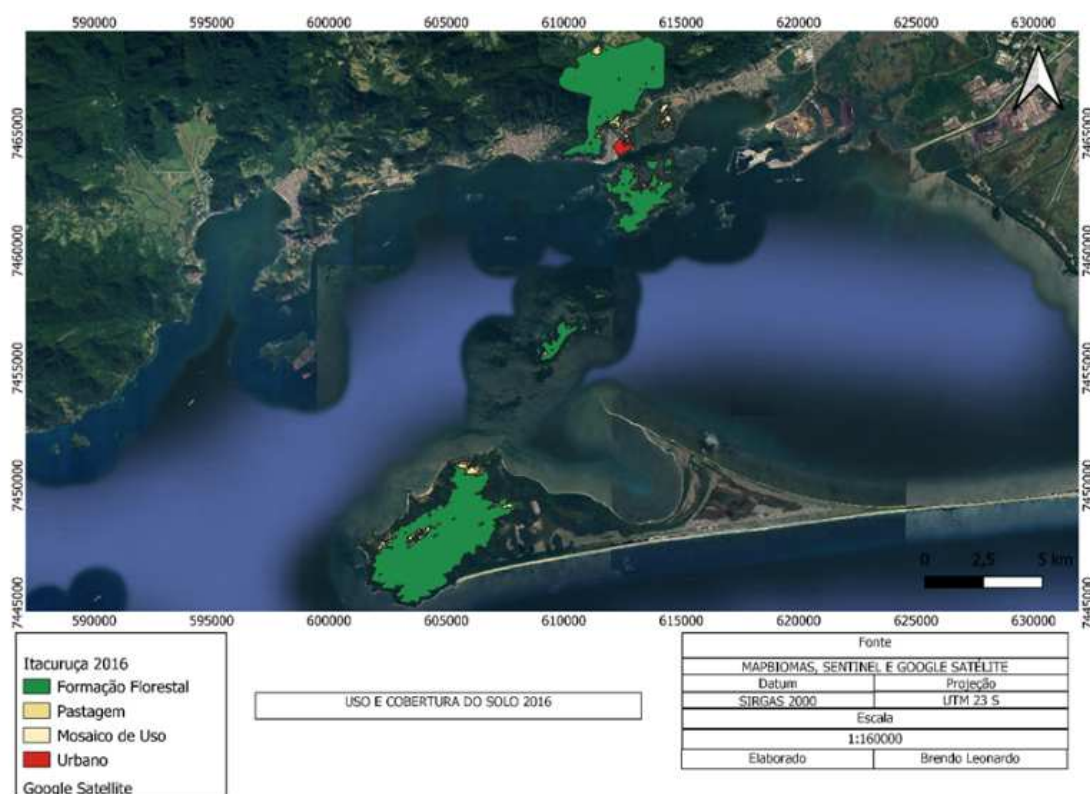 590000 595000 600000 605000 610000 615000 620000 625000 630000
7465000 7465000
7460000 7460000
7455000 7455000
7450000 7450000
7445000 7445000
0 2,5 5 km
590000 595000 600000 605000 610000 615000 620000 625000 630000
Itacuruça 2016
Formação Florestal
Pastagem
Mosaico de Uso
Urbano
Google Satellite
USO E COBERTURA DO SOLO 2016
Fonte
MAPBIOMAS, SENTINEL E GOOGLE SATÉLITE
Datum Projeção
SIRGAS 2000 UTM 23 S
Escala
1:160000
Elaborado Brendo Leonardo